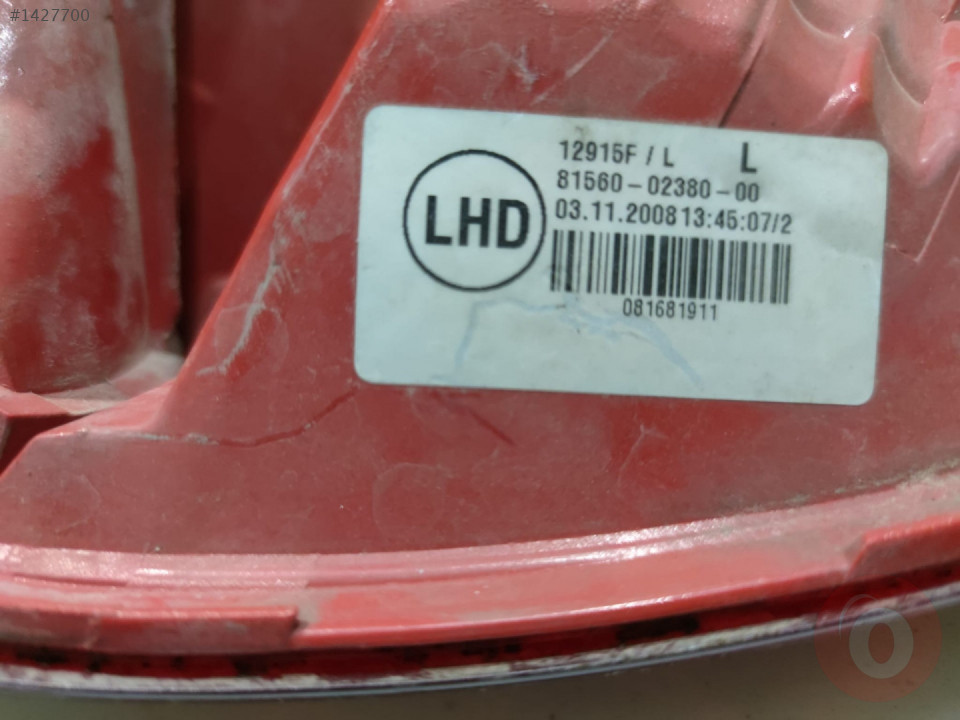 #1427700
12915F / L L
81560-02380-00
LHD
03.11.200813:45:07/2
081681911
O